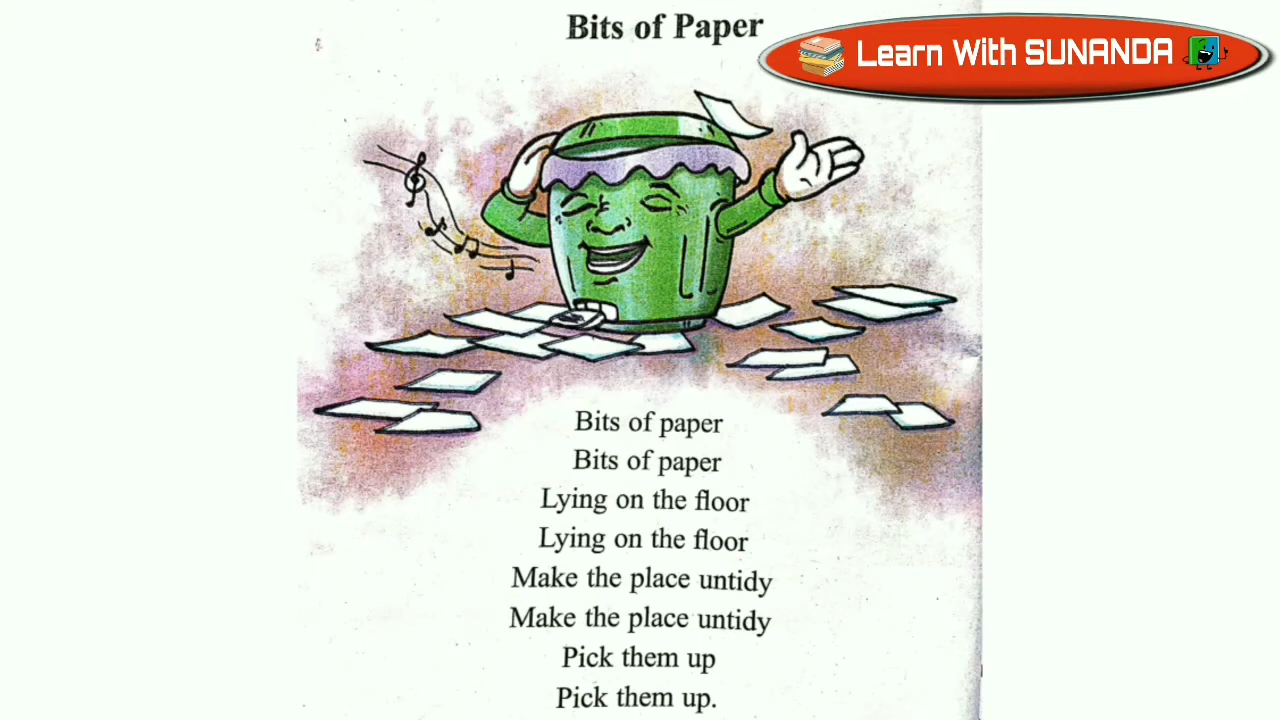 Bits of Paper
Learn With SUNANDA
Bits of paper
Bits of paper
Lying on the floor
Lying on the floor
Make the place untidy
Make the place untidy
Pick them up
Pick them up.